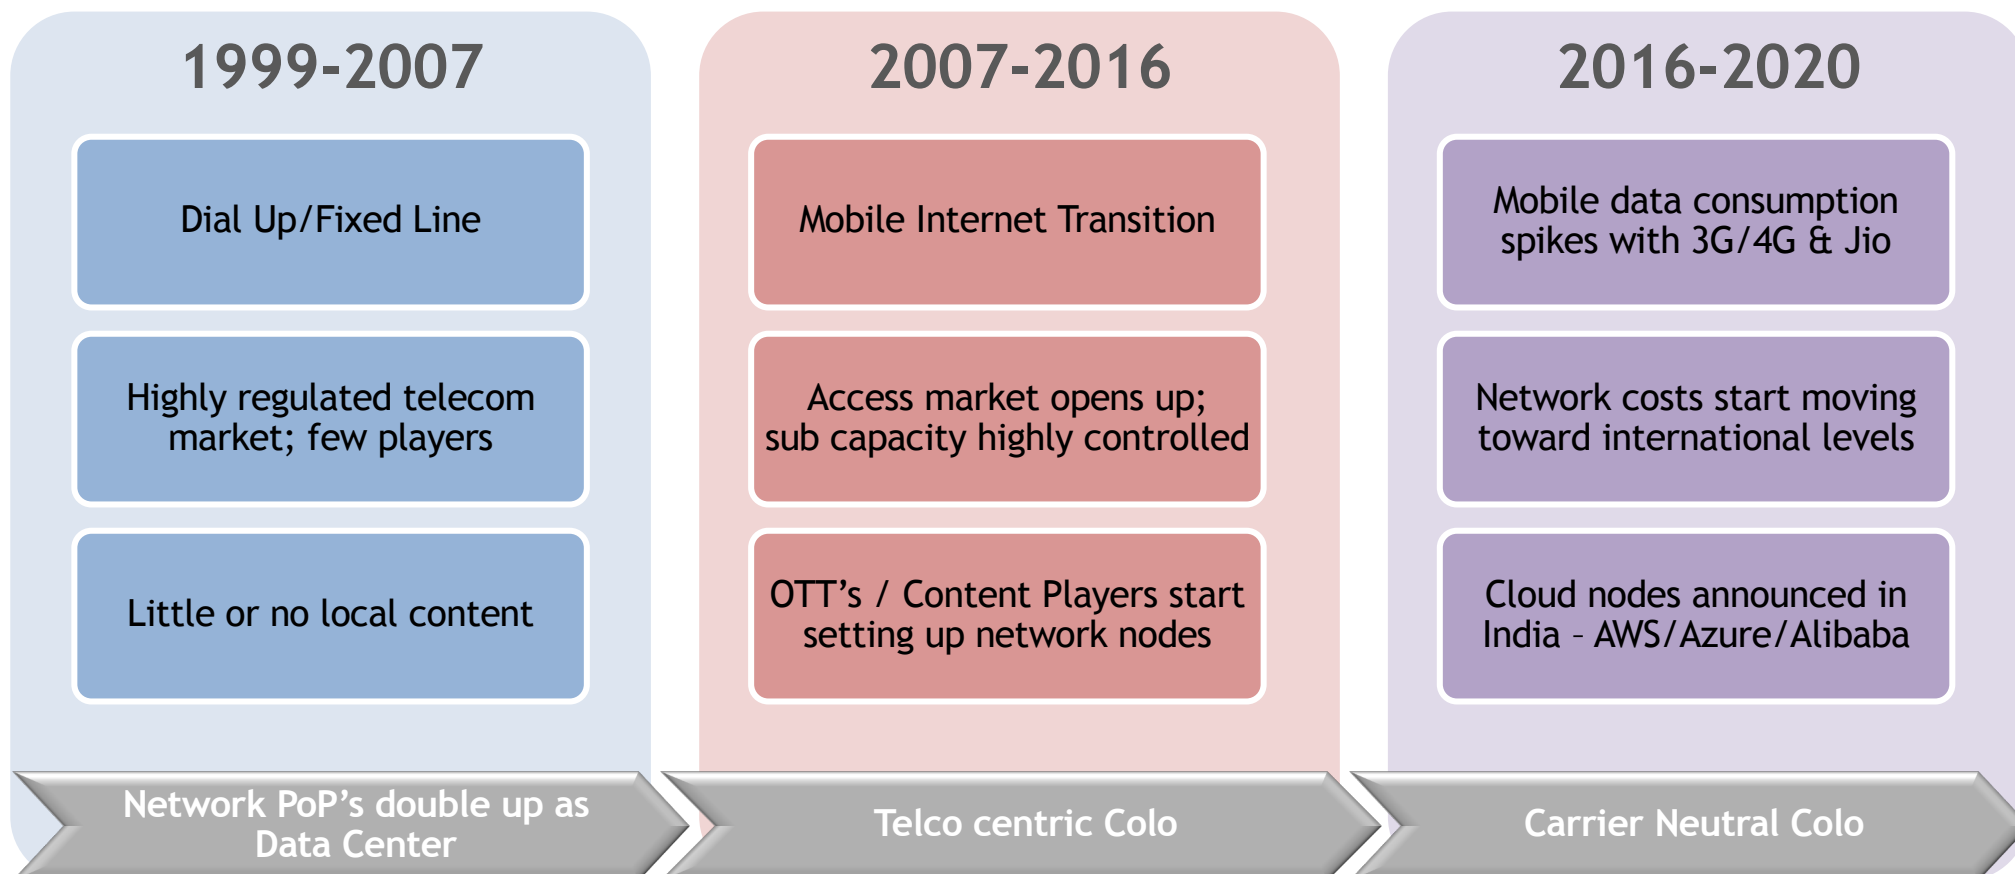 1999-2007
Dial Up/Fixed Line
Highly regulated telecom
market; few players
Little or no local content
Network PoP’s double up as
Data Center
2007-2016
Mobile Internet Transition
Access market opens up;
sub capacity highly controlled
OTT’s / Content Players start
setting up network nodes
Telco centric Colo
2016-2020
Mobile data consumption
spikes with 3G/4G & Jio
Network costs start moving
toward international levels
Cloud nodes announced in
India – AWS/Azure/Alibaba
Carrier Neutral Colo